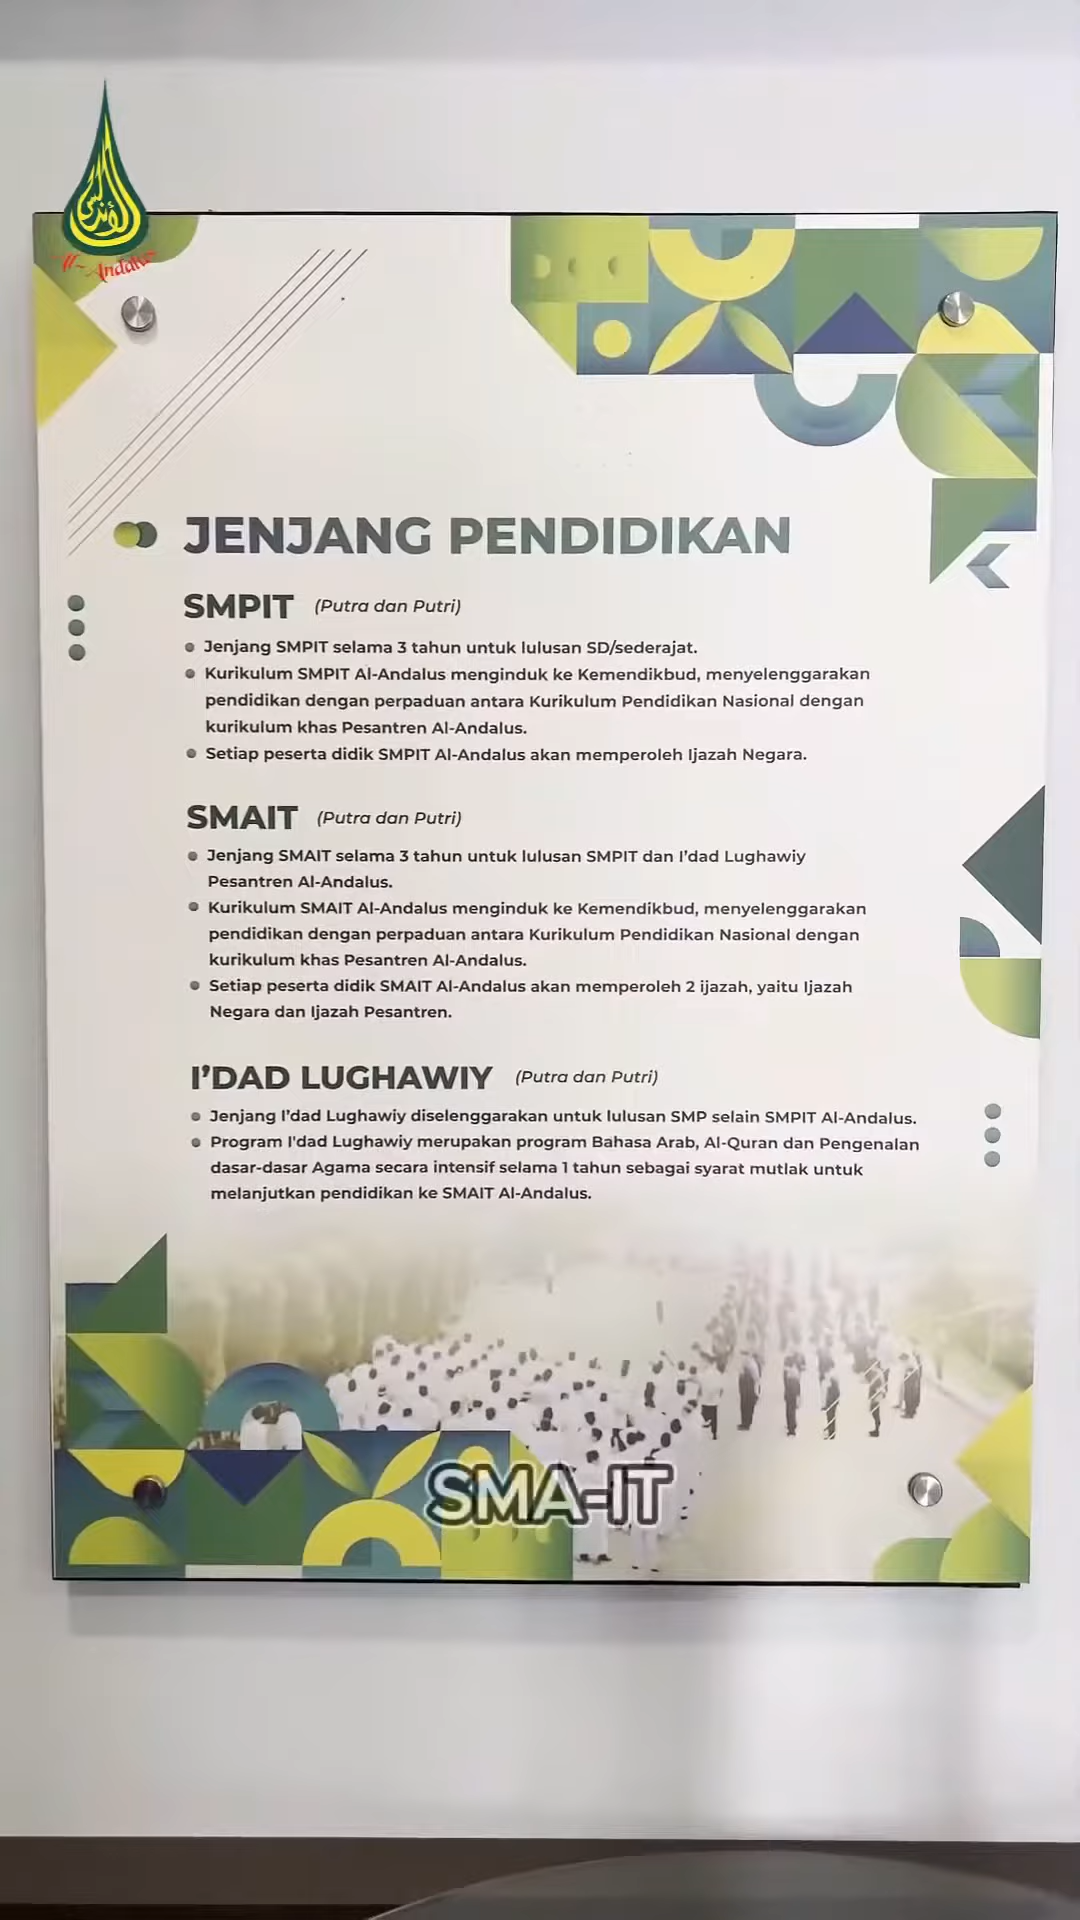 الأندلس
Al-Andalus
JENJANG PENDIDIKAN
SMPIT (Putra dan Putri)
Jenjang SMPIT selama 3 tahun untuk lulusan SD/sederajat.
Kurikulum SMPIT Al-Andalus menginduk ke Kemendikbud, menyelenggarakan
pendidikan dengan perpaduan antara Kurikulum Pendidikan Nasional dengan
kurikulum khas Pesantren Al-Andalus.
Setiap peserta didik SMPIT Al-Andalus akan memperoleh Ijazah Negara.
SMAIT (Putra dan Putri)
Jenjang SMAIT selama 3 tahun untuk lulusan SMPIT dan I'dad Lughawiy
Pesantren Al-Andalus.
Kurikulum SMAIT Al-Andalus menginduk ke Kemendikbud, menyelenggarakan
pendidikan dengan perpaduan antara Kurikulum Pendidikan Nasional dengan
kurikulum khas Pesantren Al-Andalus.
Setiap peserta didik SMAIT Al-Andalus akan memperoleh 2 ijazah, yaitu Ijazah
Negara dan Ijazah Pesantren.
I'DAD LUGHAWIY (Putra dan Putri)
Jenjang I'dad Lughawiy diselenggarakan untuk lulusan SMP selain SMPIT Al-Andalus.
Program I'dad Lughawiy merupakan program Bahasa Arab, Al-Quran dan Pengenalan
dasar-dasar Agama secara intensif selama 1 tahun sebagai syarat mutlak untuk
melanjutkan pendidikan ke SMAIT Al-Andalus.
SMA-IT